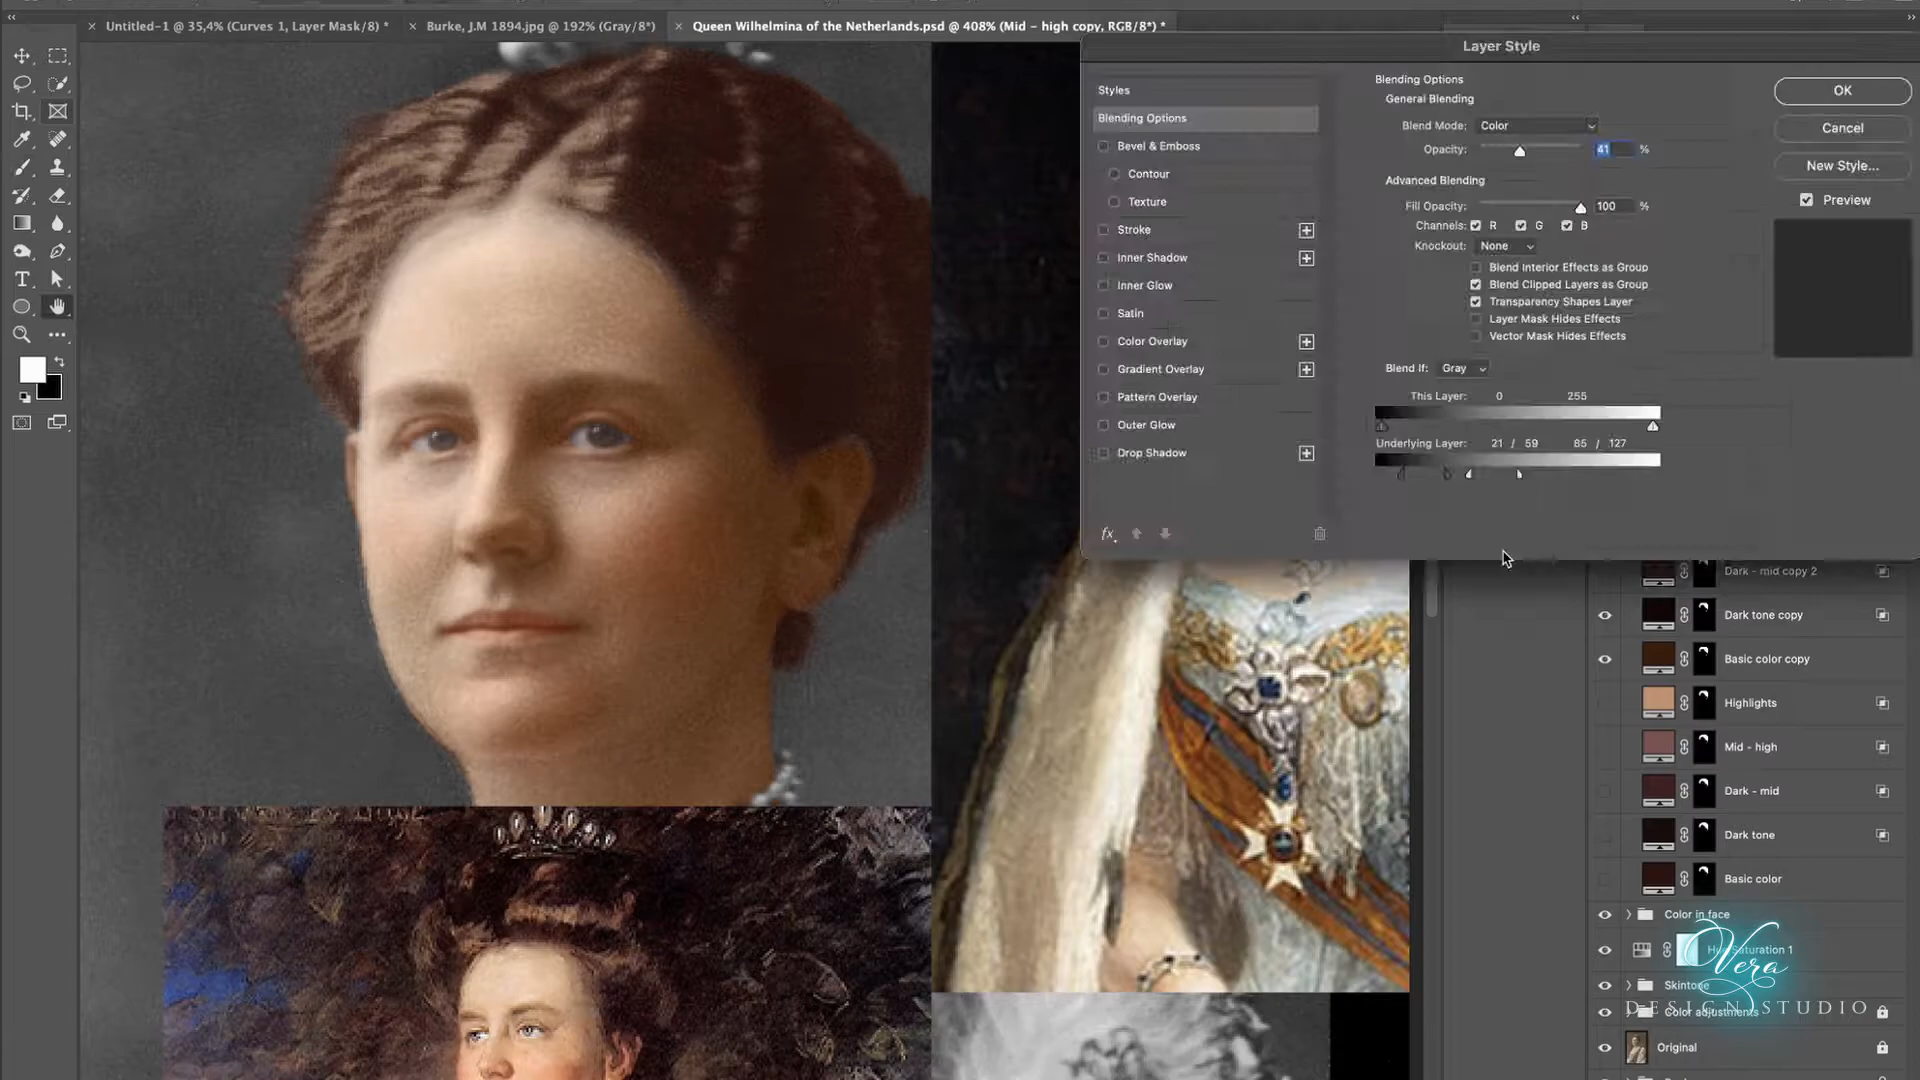 Untitled-1 @ 35,4% (Curves 1, Layer Mask/8) *
Burke, J.M 1894.jpg @ 192% (Gray/8*)
Queen Wilhelmina of the Netherlands.psd @ 408% (Mid - high copy, RGB/8*) *
Layer Style
Styles
Blending Options
Bevel & Emboss
Contour
Texture
Stroke
Inner Shadow
Inner Glow
Satin
Color Overlay
Gradient Overlay
Pattern Overlay
Outer Glow
Drop Shadow
fx
Blending Options
General Blending
Blend Mode: Color
Opacity: 41 %
Advanced Blending
Fill Opacity: 100 %
Channels: R G B
Knockout: None
Blend Interior Effects as Group
Blend Clipped Layers as Group
Transparency Shapes Layer
Layer Mask Hides Effects
Vector Mask Hides Effects
Blend If: Gray
This Layer: 0 255
Underlying Layer: 21 / 59 85 / 127
OK
Cancel
New Style...
Preview
Dark - mid copy 2
Dark tone copy
Basic color copy
Highlights
Mid - high
Dark - mid
Dark tone
Basic color
Color in face
Hue/Saturation 1
Skintone
Color adjustments
Original
Vera
DESIGN STUDIO